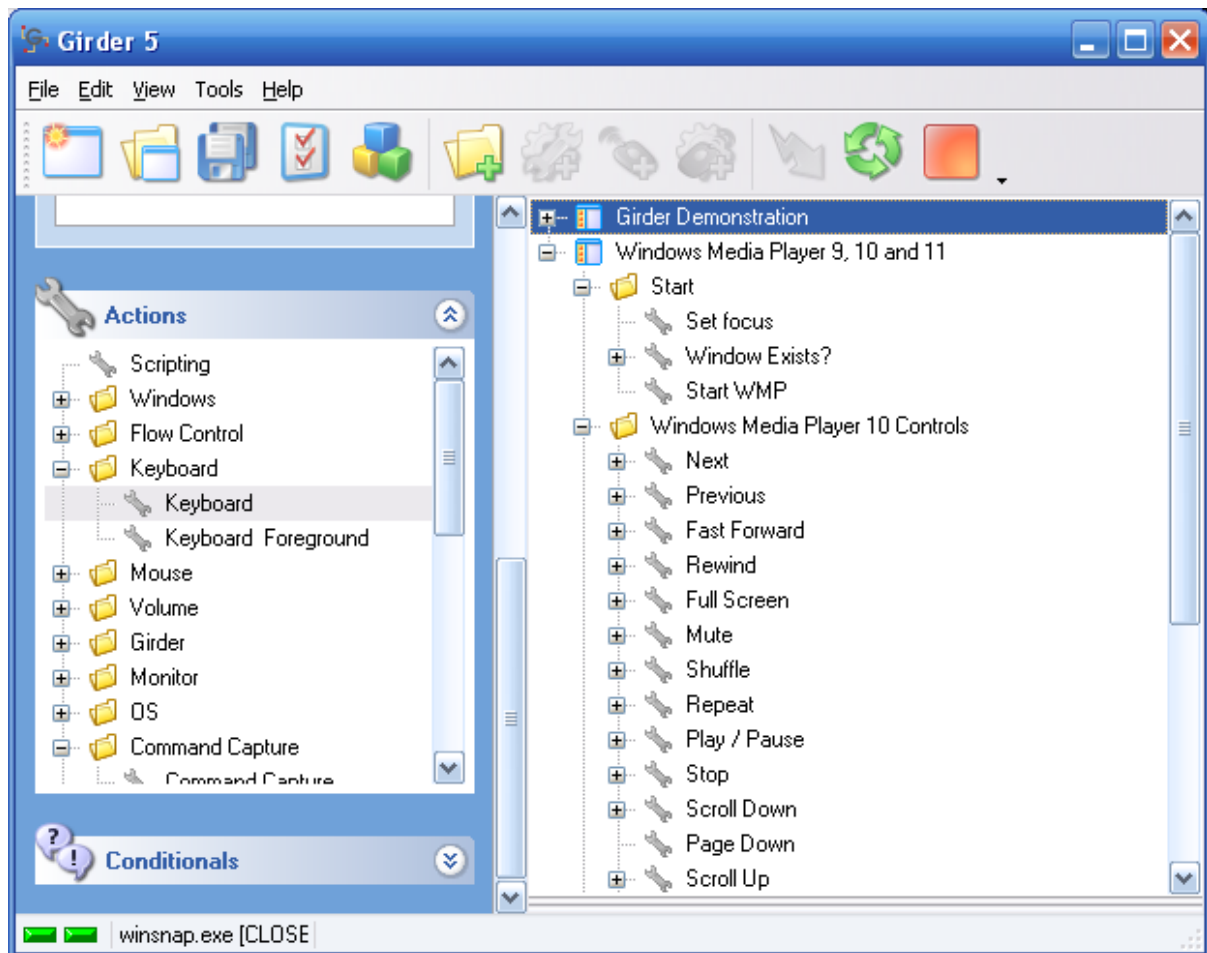 Girder 5
File Edit View Tools Help
Actions
Scripting
Windows
Flow Control
Keyboard
Keyboard
Keyboard Foreground
Mouse
Volume
Girder
Monitor
OS
Command Capture
Command Capture
Conditionals
Girder Demonstration
Windows Media Player 9, 10 and 11
Start
Set focus
Window Exists?
Start WMP
Windows Media Player 10 Controls
Next
Previous
Fast Forward
Rewind
Full Screen
Mute
Shuffle
Repeat
Play / Pause
Stop
Scroll Down
Page Down
Scroll Up
winsnap.exe [CLOSE